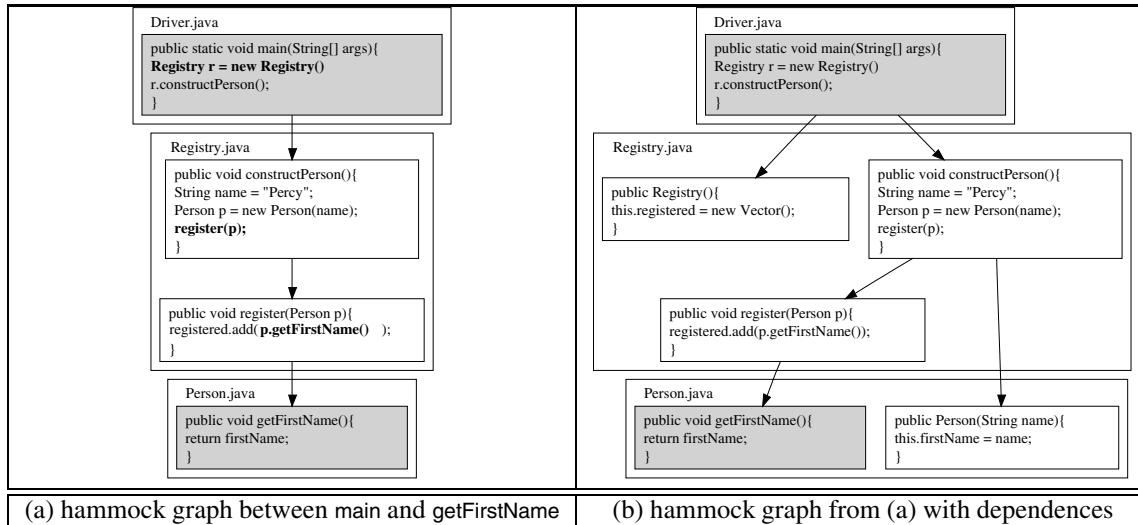 Driver.java
public static void main(String[] args){
Registry r = new Registry()
r.constructPerson();
}
Registry.java
public void constructPerson(){
String name = "Percy";
Person p = new Person(name);
register(p);
}
public void register(Person p){
registered.add( p.getFirstName() );
}
Person.java
public void getFirstName(){
return firstName;
}
(a) hammock graph between main and getFirstName
Driver.java
public static void main(String[] args){
Registry r = new Registry()
r.constructPerson();
}
Registry.java
public Registry(){
this.registered = new Vector();
}
public void constructPerson(){
String name = "Percy";
Person p = new Person(name);
register(p);
}
public void register(Person p){
registered.add(p.getFirstName());
}
Person.java
public void getFirstName(){
return firstName;
}
public Person(String name){
this.firstName = name;
}
(b) hammock graph from (a) with dependences